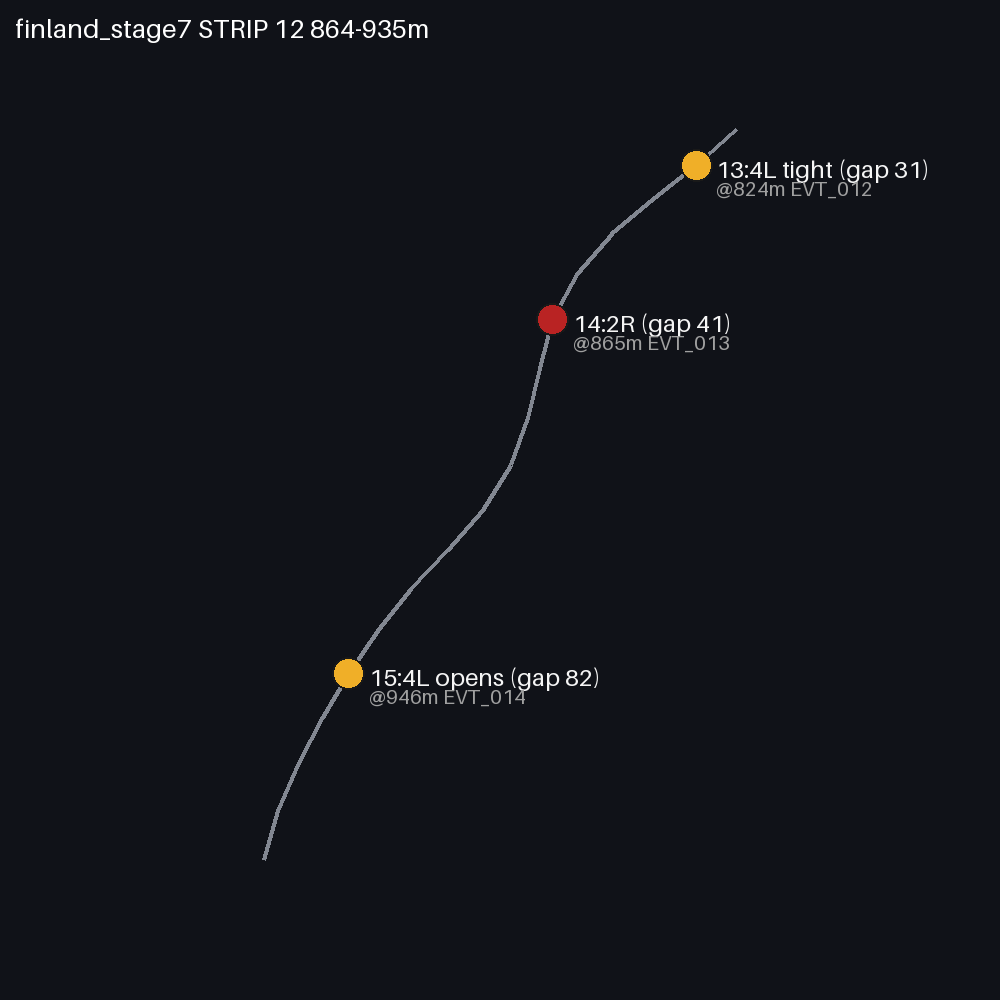 finland_stage7 STRIP 12 864-935m
13:4L tight (gap 31)
@824m EVT_012
14:2R (gap 41)
@865m EVT_013
15:4L opens (gap 82)
@946m EVT_014